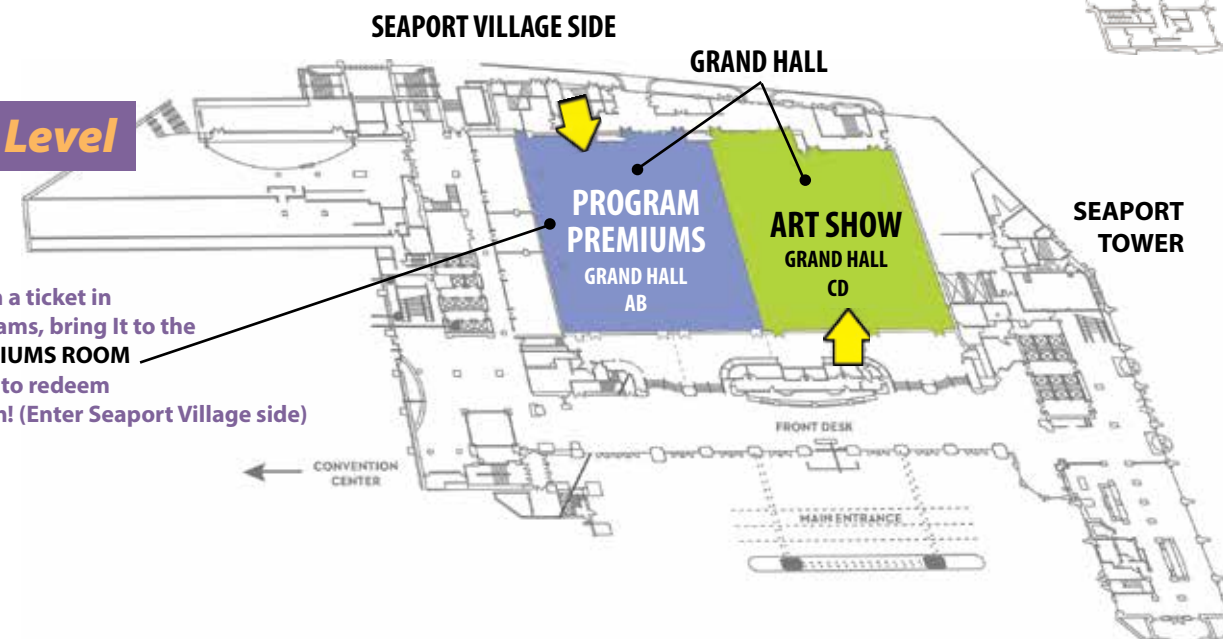 SEAPORT VILLAGE SIDE
GRAND HALL
Level
PROGRAM
PREMIUMS
GRAND HALL
AB
ART SHOW
GRAND HALL
CD
SEAPORT
TOWER
a ticket in
ams, bring It to the
IUMS ROOM
to redeem
! (Enter Seaport Village side)
FRONT DESK
CONVENTION
CENTER
MAIN ENTRANCE